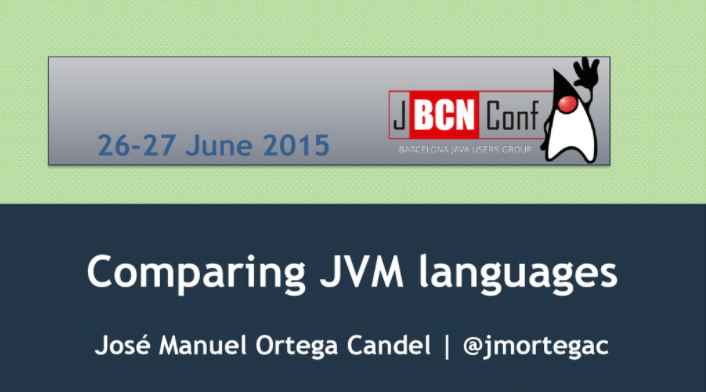 26-27 June 2015
J BCN Conf
BARCELONA JAVA USERS GROUP
Comparing JVM languages
José Manuel Ortega Candel | @jmortegac